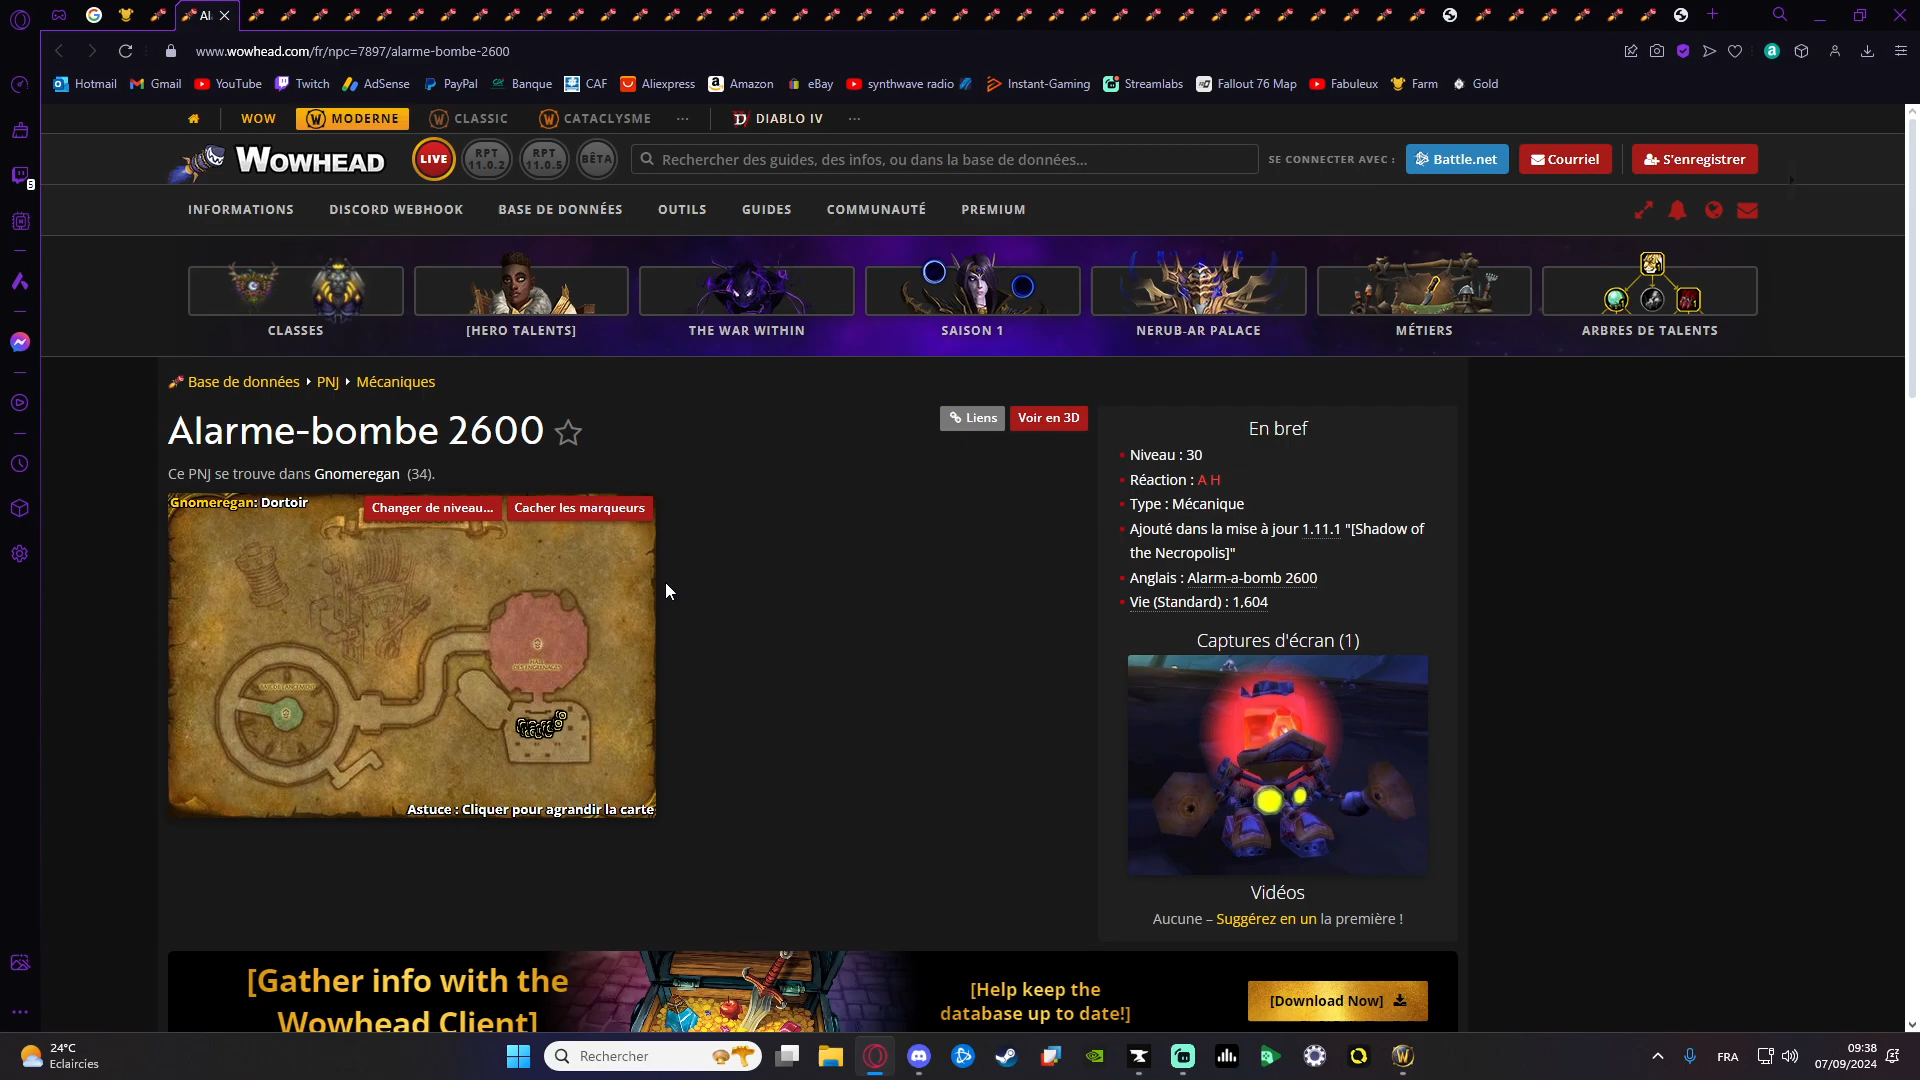 Al
www.wowhead.com/fr/npc=7897/alarme-bombe-2600
Hotmail Gmail YouTube Twitch AdSense PayPal Banque CAF Aliexpress Amazon eBay synthwave radio Instant-Gaming Streamlabs Fallout 76 Map Fabuleux Farm Gold
5
WOW MODERNE CLASSIC CATACLYSME ... DIABLO IV ...
WOWHEAD
LIVE
RPT 11.0.2
RPT 11.0.5
BÊTA
Rechercher des guides, des infos, ou dans la base de données...
SE CONNECTER AVEC : Battle.net Courriel S'enregistrer
INFORMATIONS DISCORD WEBHOOK BASE DE DONNÉES OUTILS GUIDES COMMUNAUTÉ PREMIUM
CLASSES [HERO TALENTS] THE WAR WITHIN SAISON 1 NERUB-AR PALACE MÉTIERS ARBRES DE TALENTS
Base de données PNJ Mécaniques
Alarme-bombe 2600
Liens Voir en 3D
Ce PNJ se trouve dans Gnomeregan (34).
Gnomeregan: Dortoir
Changer de niveau... Cacher les marqueurs
Astuce : Cliquer pour agrandir la carte
En bref
Niveau : 30
Réaction : A H
Type : Mécanique
Ajouté dans la mise à jour 1.11.1 "[Shadow of
the Necropolis]"
Anglais : Alarm-a-bomb 2600
Vie (Standard) : 1,604
Captures d'écran (1)
Vidéos
Aucune – Suggérez en un la première !
[Gather info with the
Wowhead Client]
[Help keep the
database up to date!]
[Download Now]
24°C
Eclaircies
Rechercher
FRA
09:38
07/09/2024